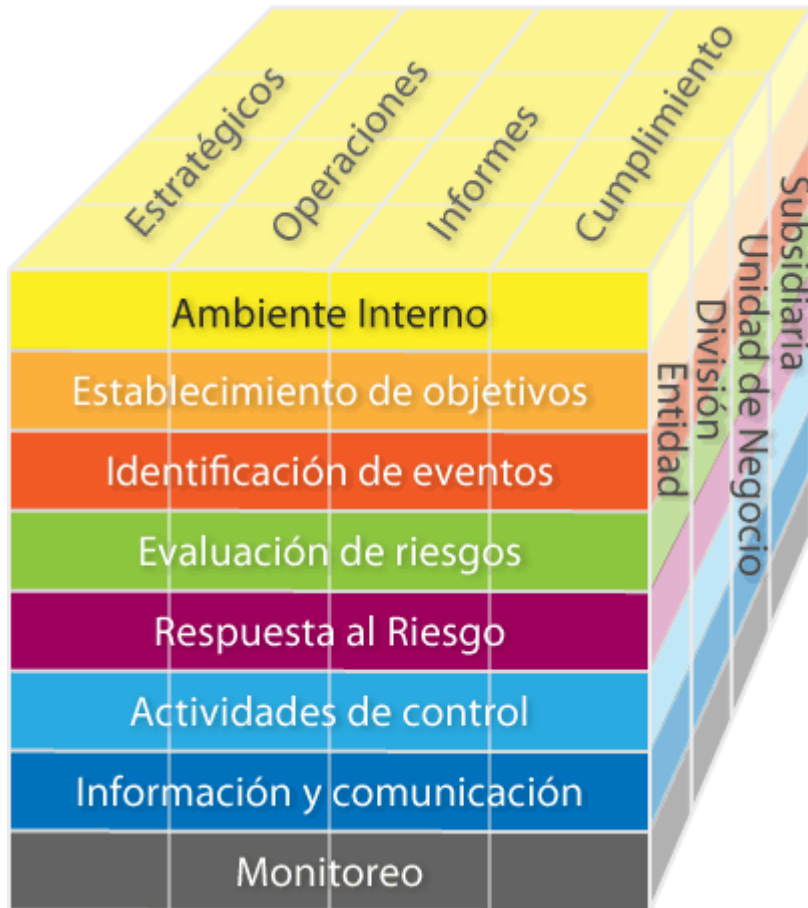 Estratégicos
Operaciones
Informes
Cumplimiento
Ambiente Interno
Establecimiento de objetivos
Identificación de eventos
Evaluación de riesgos
Respuesta al Riesgo
Actividades de control
Información y comunicación
Monitoreo
Entidad
División
Unidad de Negocio
Subsidiaria